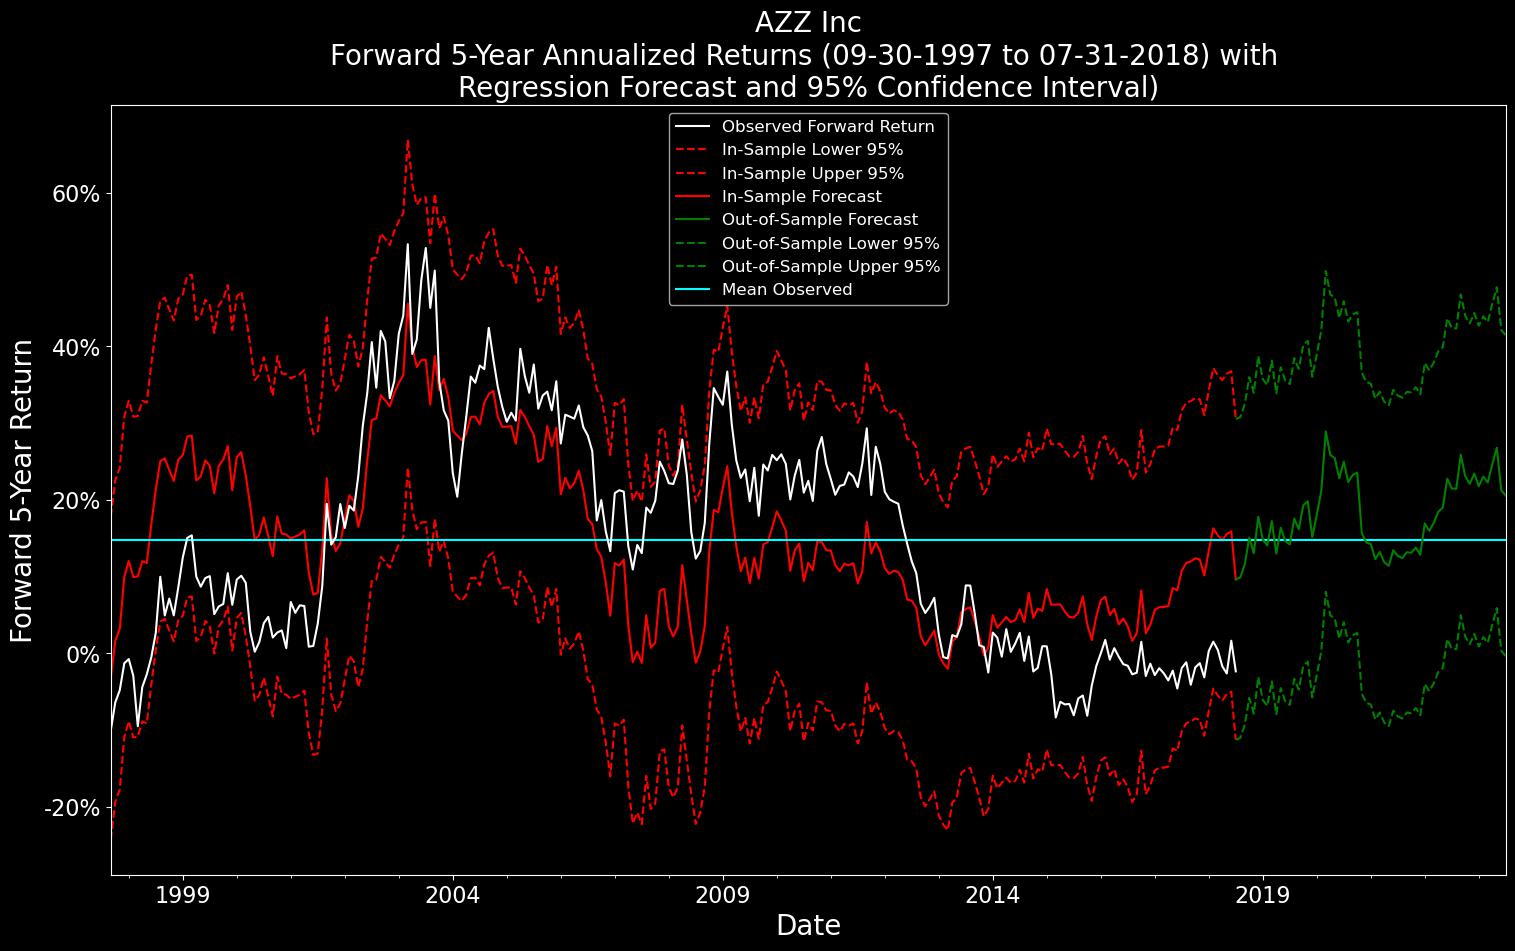 AZZ Inc
Forward 5-Year Annualized Returns (09-30-1997 to 07-31-2018) with
Regression Forecast and 95% Confidence Interval)
Observed Forward Return
In-Sample Lower 95%
In-Sample Upper 95%
In-Sample Forecast
Out-of-Sample Forecast
Out-of-Sample Lower 95%
Out-of-Sample Upper 95%
Mean Observed
Forward 5-Year Return
60%
40%
20%
0%
-20%
1999
2004
2009
2014
2019
Date